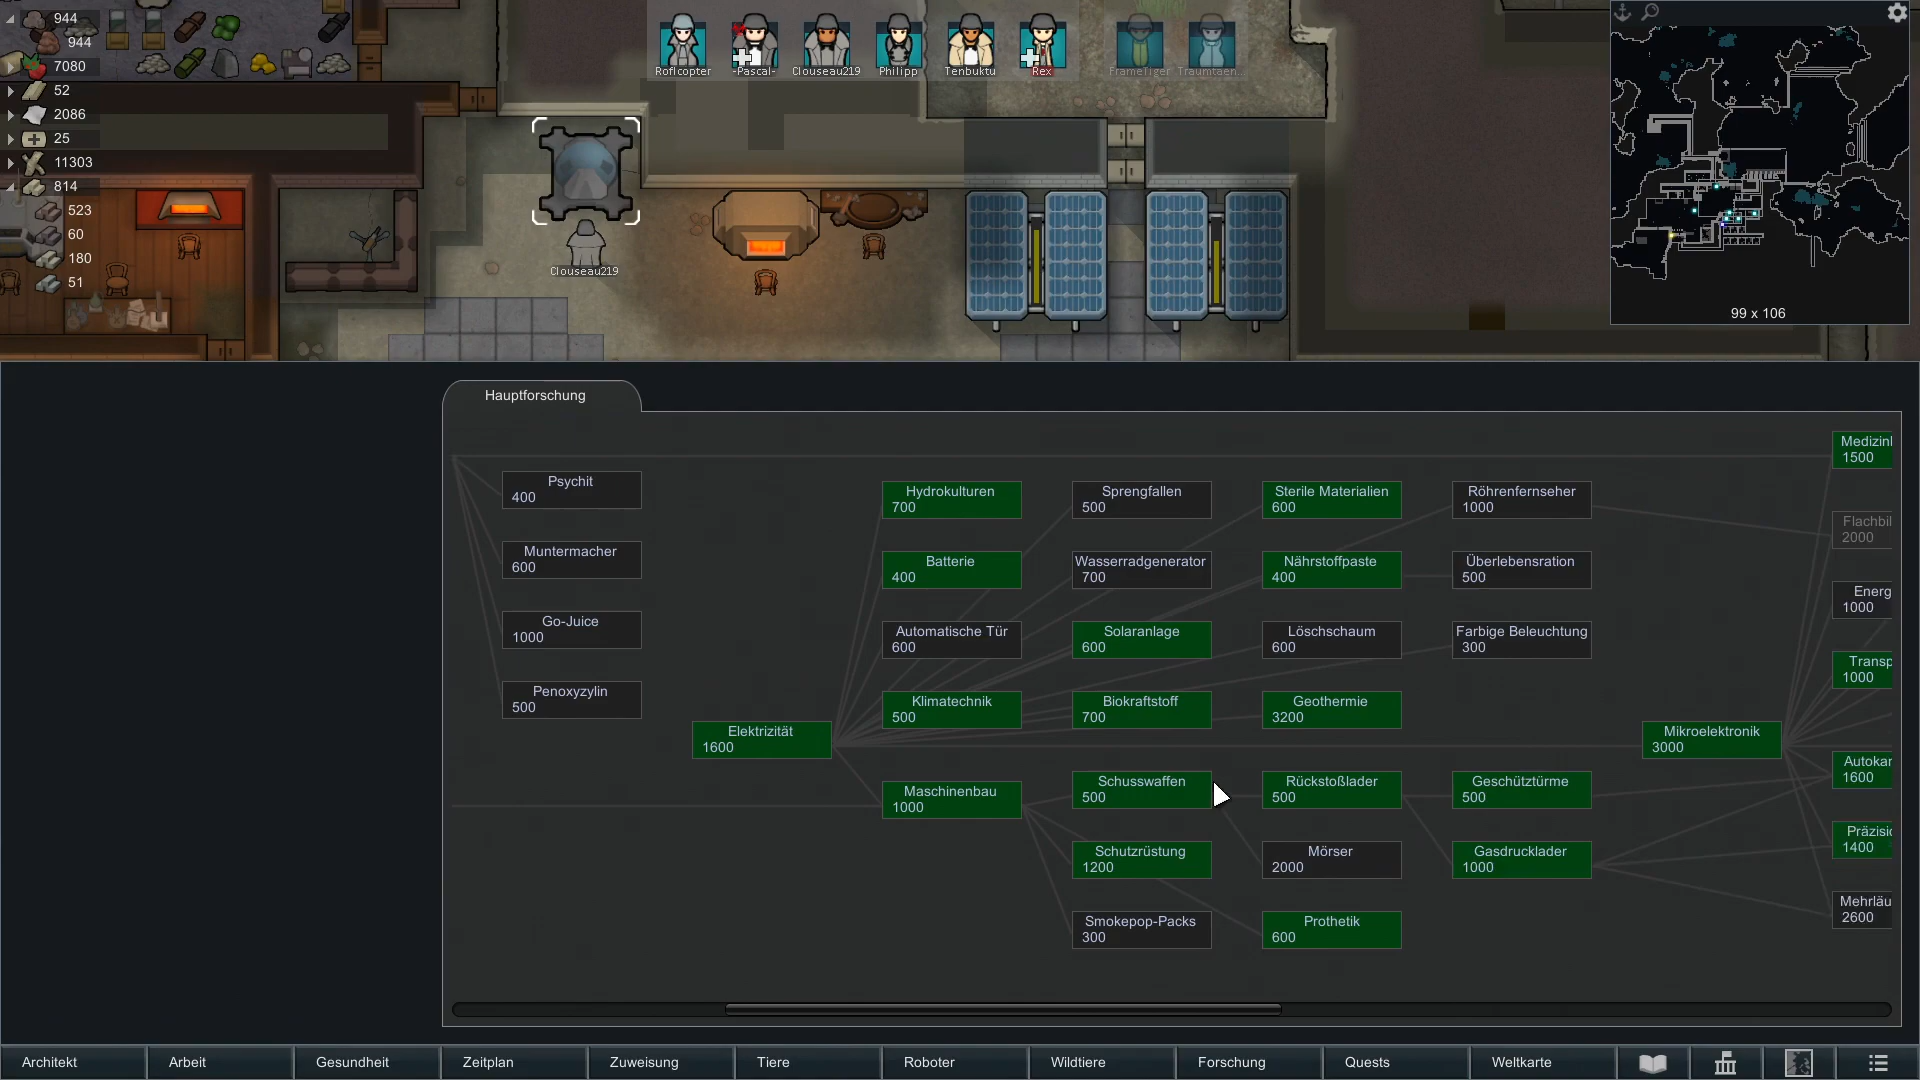 944
944
7080
52
2086
25
11303
814
523
60
180
51
Roflcopter
-Pascal-
Clouseau219
Philipp
Tenbuktu
Rex
FrameTiger
Traumtaen...
Clouseau219
99 x 106
Hauptforschung
Psychit
400
Muntermacher
600
Go-Juice
1000
Penoxyzylin
500
Elektrizität
1600
Hydrokulturen
700
Batterie
400
Automatische Tür
600
Klimatechnik
500
Maschinenbau
1000
Sprengfallen
500
Wasserradgenerator
700
Solaranlage
600
Biokraftstoff
700
Schusswaffen
500
Schutzrüstung
1200
Smokepop-Packs
300
Sterile Materialien
600
Nährstoffpaste
400
Löschschaum
600
Geothermie
3200
Rückstoßlader
500
Mörser
2000
Prothetik
600
Röhrenfernseher
1000
Überlebensration
500
Farbige Beleuchtung
300
Geschütztürme
500
Gasdrucklader
1000
Mikroelektronik
3000
Medizinl
1500
Flachbil
2000
Energ
1000
Transp
1000
Autokar
1600
Präzisio
1400
Mehrläu
2600
Architekt
Arbeit
Gesundheit
Zeitplan
Zuweisung
Tiere
Roboter
Wildtiere
Forschung
Quests
Weltkarte